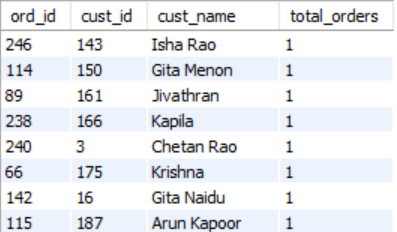 ord_id cust_id cust_name total_orders
246 143 Isha Rao 1
114 150 Gita Menon 1
89 161 Jivathran 1
238 166 Kapila 1
240 3 Chetan Rao 1
66 175 Krishna 1
142 16 Gita Naidu 1
115 187 Arun Kapoor 1